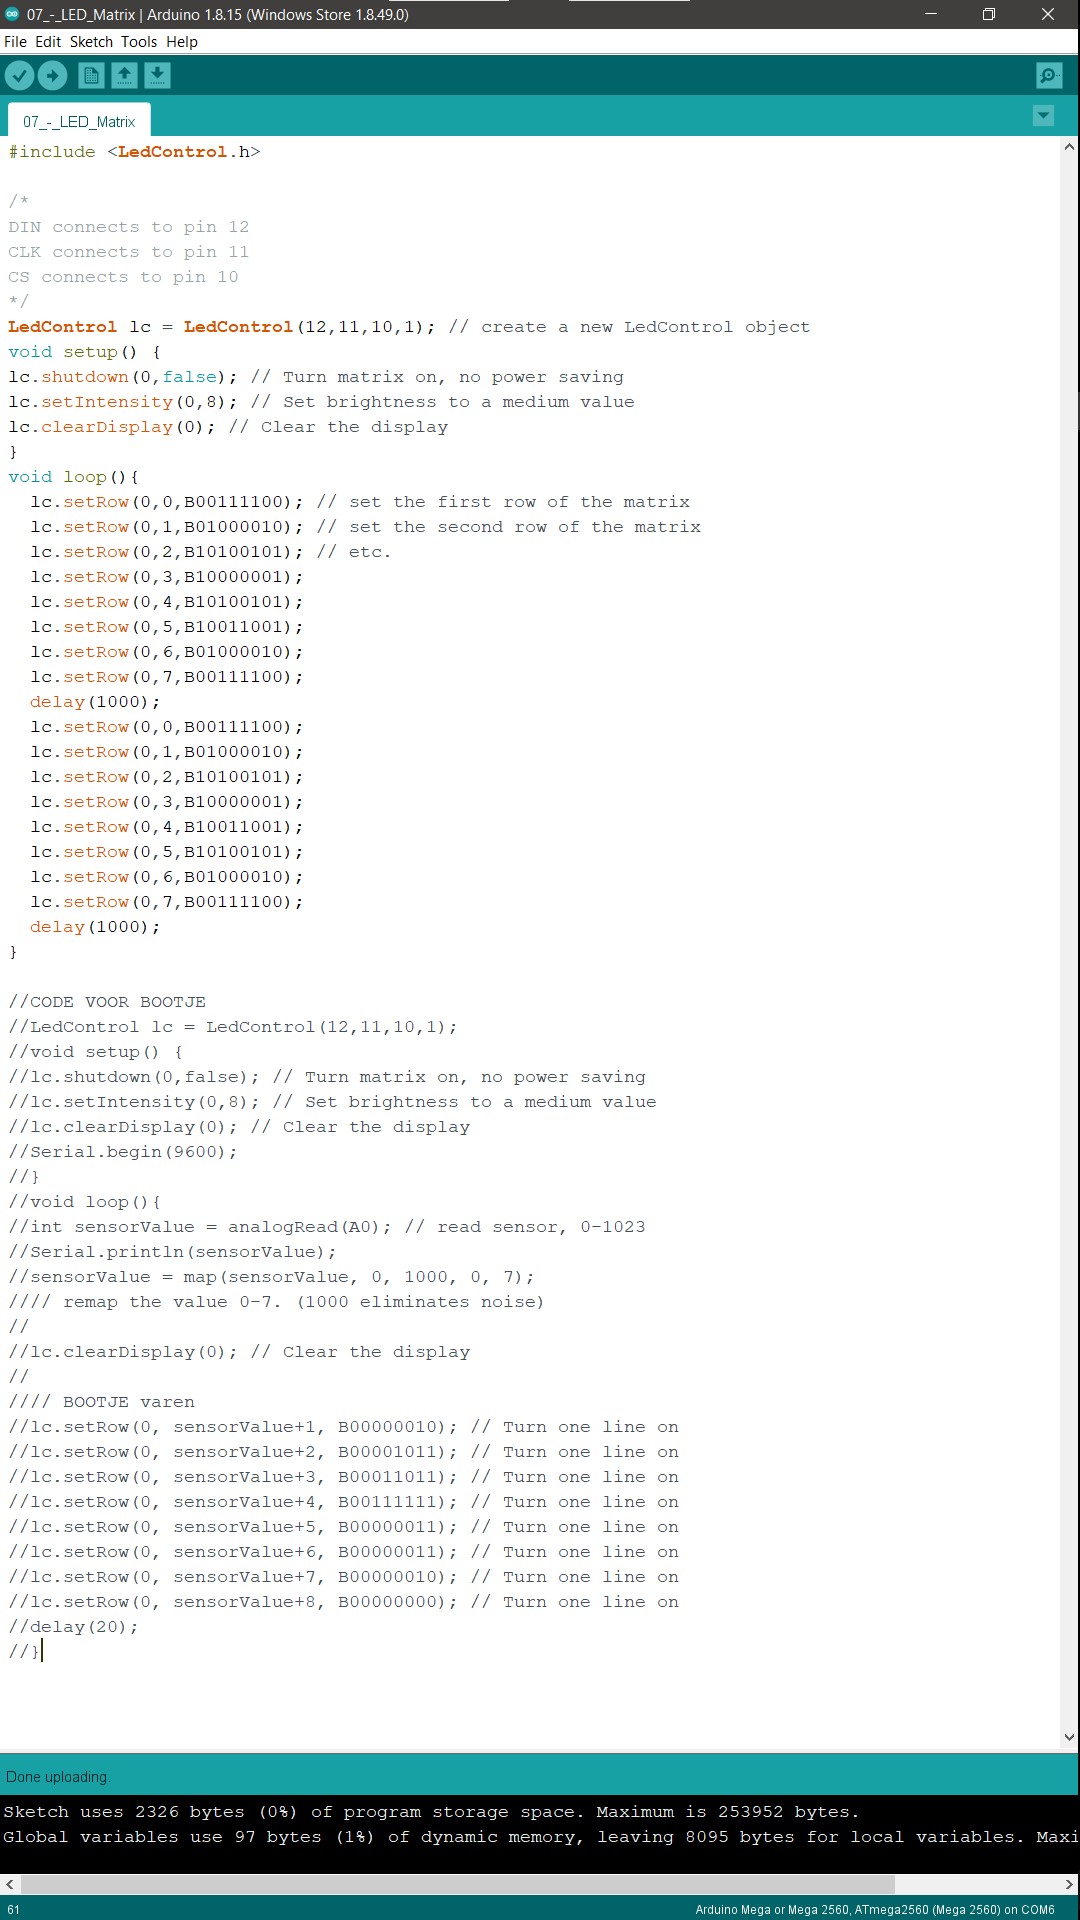 07_-_LED_Matrix | Arduino 1.8.15 (Windows Store 1.8.49.0)
File Edit Sketch Tools Help
07_-_LED_Matrix
#include <LedControl.h>
/*
DIN connects to pin 12
CLK connects to pin 11
CS connects to pin 10
*/
LedControl lc = LedControl(12,11,10,1); // create a new LedControl object
void setup() {
lc.shutdown(0,false); // Turn matrix on, no power saving
lc.setIntensity(0,8); // Set brightness to a medium value
lc.clearDisplay(0); // Clear the display
}
void loop(){
lc.setRow(0,0,B00111100); // set the first row of the matrix
lc.setRow(0,1,B01000010); // set the second row of the matrix
lc.setRow(0,2,B10100101); // etc.
lc.setRow(0,3,B10000001);
lc.setRow(0,4,B10100101);
lc.setRow(0,5,B10011001);
lc.setRow(0,6,B01000010);
lc.setRow(0,7,B00111100);
delay(1000);
lc.setRow(0,0,B00111100);
lc.setRow(0,1,B01000010);
lc.setRow(0,2,B10100101);
lc.setRow(0,3,B10000001);
lc.setRow(0,4,B10011001);
lc.setRow(0,5,B10100101);
lc.setRow(0,6,B01000010);
lc.setRow(0,7,B00111100);
delay(1000);
}
//CODE VOOR BOOTJE
//LedControl lc = LedControl(12,11,10,1);
//void setup() {
//lc.shutdown(0,false); // Turn matrix on, no power saving
//lc.setIntensity(0,8); // Set brightness to a medium value
//lc.clearDisplay(0); // Clear the display
//Serial.begin(9600);
//}
//void loop(){
//int sensorValue = analogRead(A0); // read sensor, 0-1023
//Serial.println(sensorValue);
//sensorValue = map(sensorValue, 0, 1000, 0, 7);
//// remap the value 0-7. (1000 eliminates noise)
//
//lc.clearDisplay(0); // Clear the display
//
//// BOOTJE varen
//lc.setRow(0, sensorValue+1, B00000010); // Turn one line on
//lc.setRow(0, sensorValue+2, B00001011); // Turn one line on
//lc.setRow(0, sensorValue+3, B00011011); // Turn one line on
//lc.setRow(0, sensorValue+4, B00111111); // Turn one line on
//lc.setRow(0, sensorValue+5, B00000011); // Turn one line on
//lc.setRow(0, sensorValue+6, B00000011); // Turn one line on
//lc.setRow(0, sensorValue+7, B00000010); // Turn one line on
//lc.setRow(0, sensorValue+8, B00000000); // Turn one line on
//delay(20);
//}
Done uploading.
Sketch uses 2326 bytes (0%) of program storage space. Maximum is 253952 bytes.
Global variables use 97 bytes (1%) of dynamic memory, leaving 8095 bytes for local variables. Maxi
61
Arduino Mega or Mega 2560, ATmega2560 (Mega 2560) on COM6